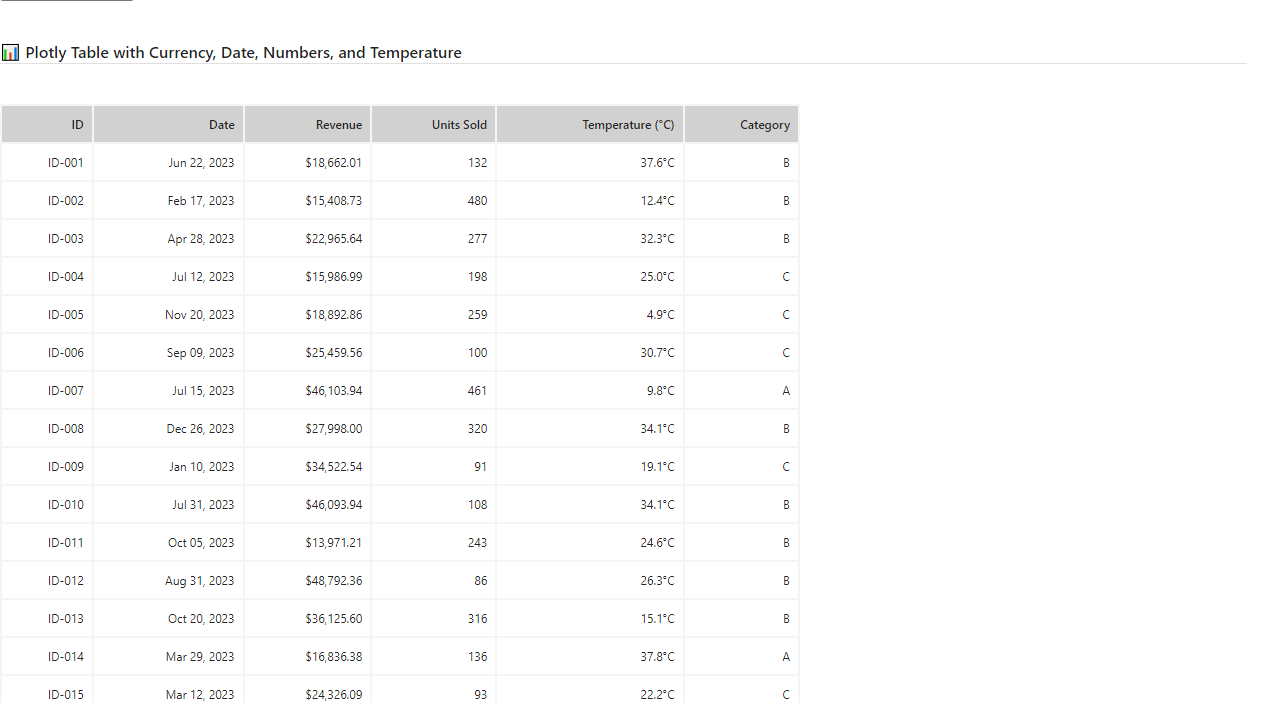 📊 Plotly Table with Currency, Date, Numbers, and Temperature
ID Date Revenue Units Sold Temperature (°C) Category
ID-001 Jun 22, 2023 $18,662.01 132 37.6°C B
ID-002 Feb 17, 2023 $15,408.73 480 12.4°C B
ID-003 Apr 28, 2023 $22,965.64 277 32.3°C B
ID-004 Jul 12, 2023 $15,986.99 198 25.0°C C
ID-005 Nov 20, 2023 $18,892.86 259 4.9°C C
ID-006 Sep 09, 2023 $25,459.56 100 30.7°C C
ID-007 Jul 15, 2023 $46,103.94 461 9.8°C A
ID-008 Dec 26, 2023 $27,998.00 320 34.1°C B
ID-009 Jan 10, 2023 $34,522.54 91 19.1°C C
ID-010 Jul 31, 2023 $46,093.94 108 34.1°C B
ID-011 Oct 05, 2023 $13,971.21 243 24.6°C B
ID-012 Aug 31, 2023 $48,792.36 86 26.3°C B
ID-013 Oct 20, 2023 $36,125.60 316 15.1°C B
ID-014 Mar 29, 2023 $16,836.38 136 37.8°C A
ID-015 Mar 12, 2023 $24,326.09 93 22.2°C C